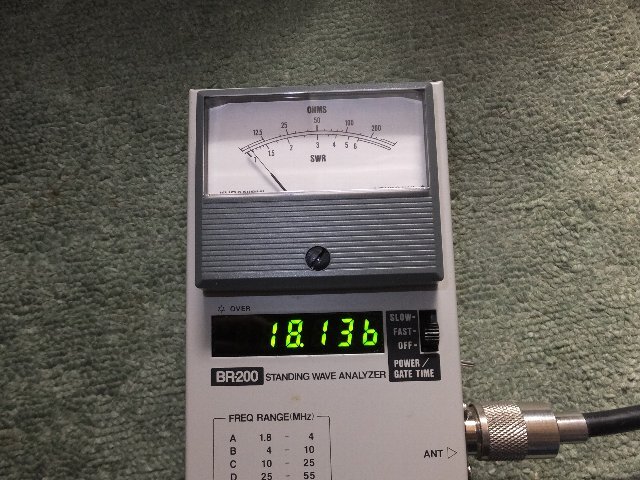 OHMS
12.5 25 50 100 200
1 1.5 2 3 4 5 6
SWR
OVER
18.136
SLOW-
FAST-
OFF-
POWER/
GATE TIME
BR-200 STANDING WAVE ANALYZER
FREQ RANGE(MHz)
A 1.8 - 4
B 4 - 10
C 10 - 25
D 25 - 55
ANT